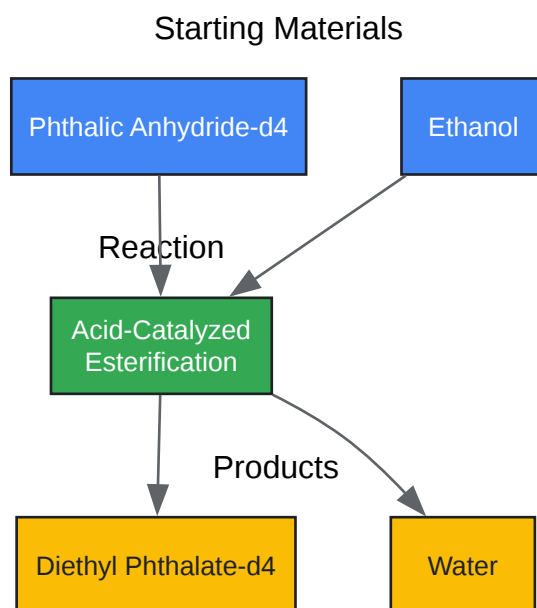 Starting Materials
Phthalic Anhydride-d4
Ethanol
Reaction
Acid-Catalyzed
Esterification
Products
Diethyl Phthalate-d4
Water